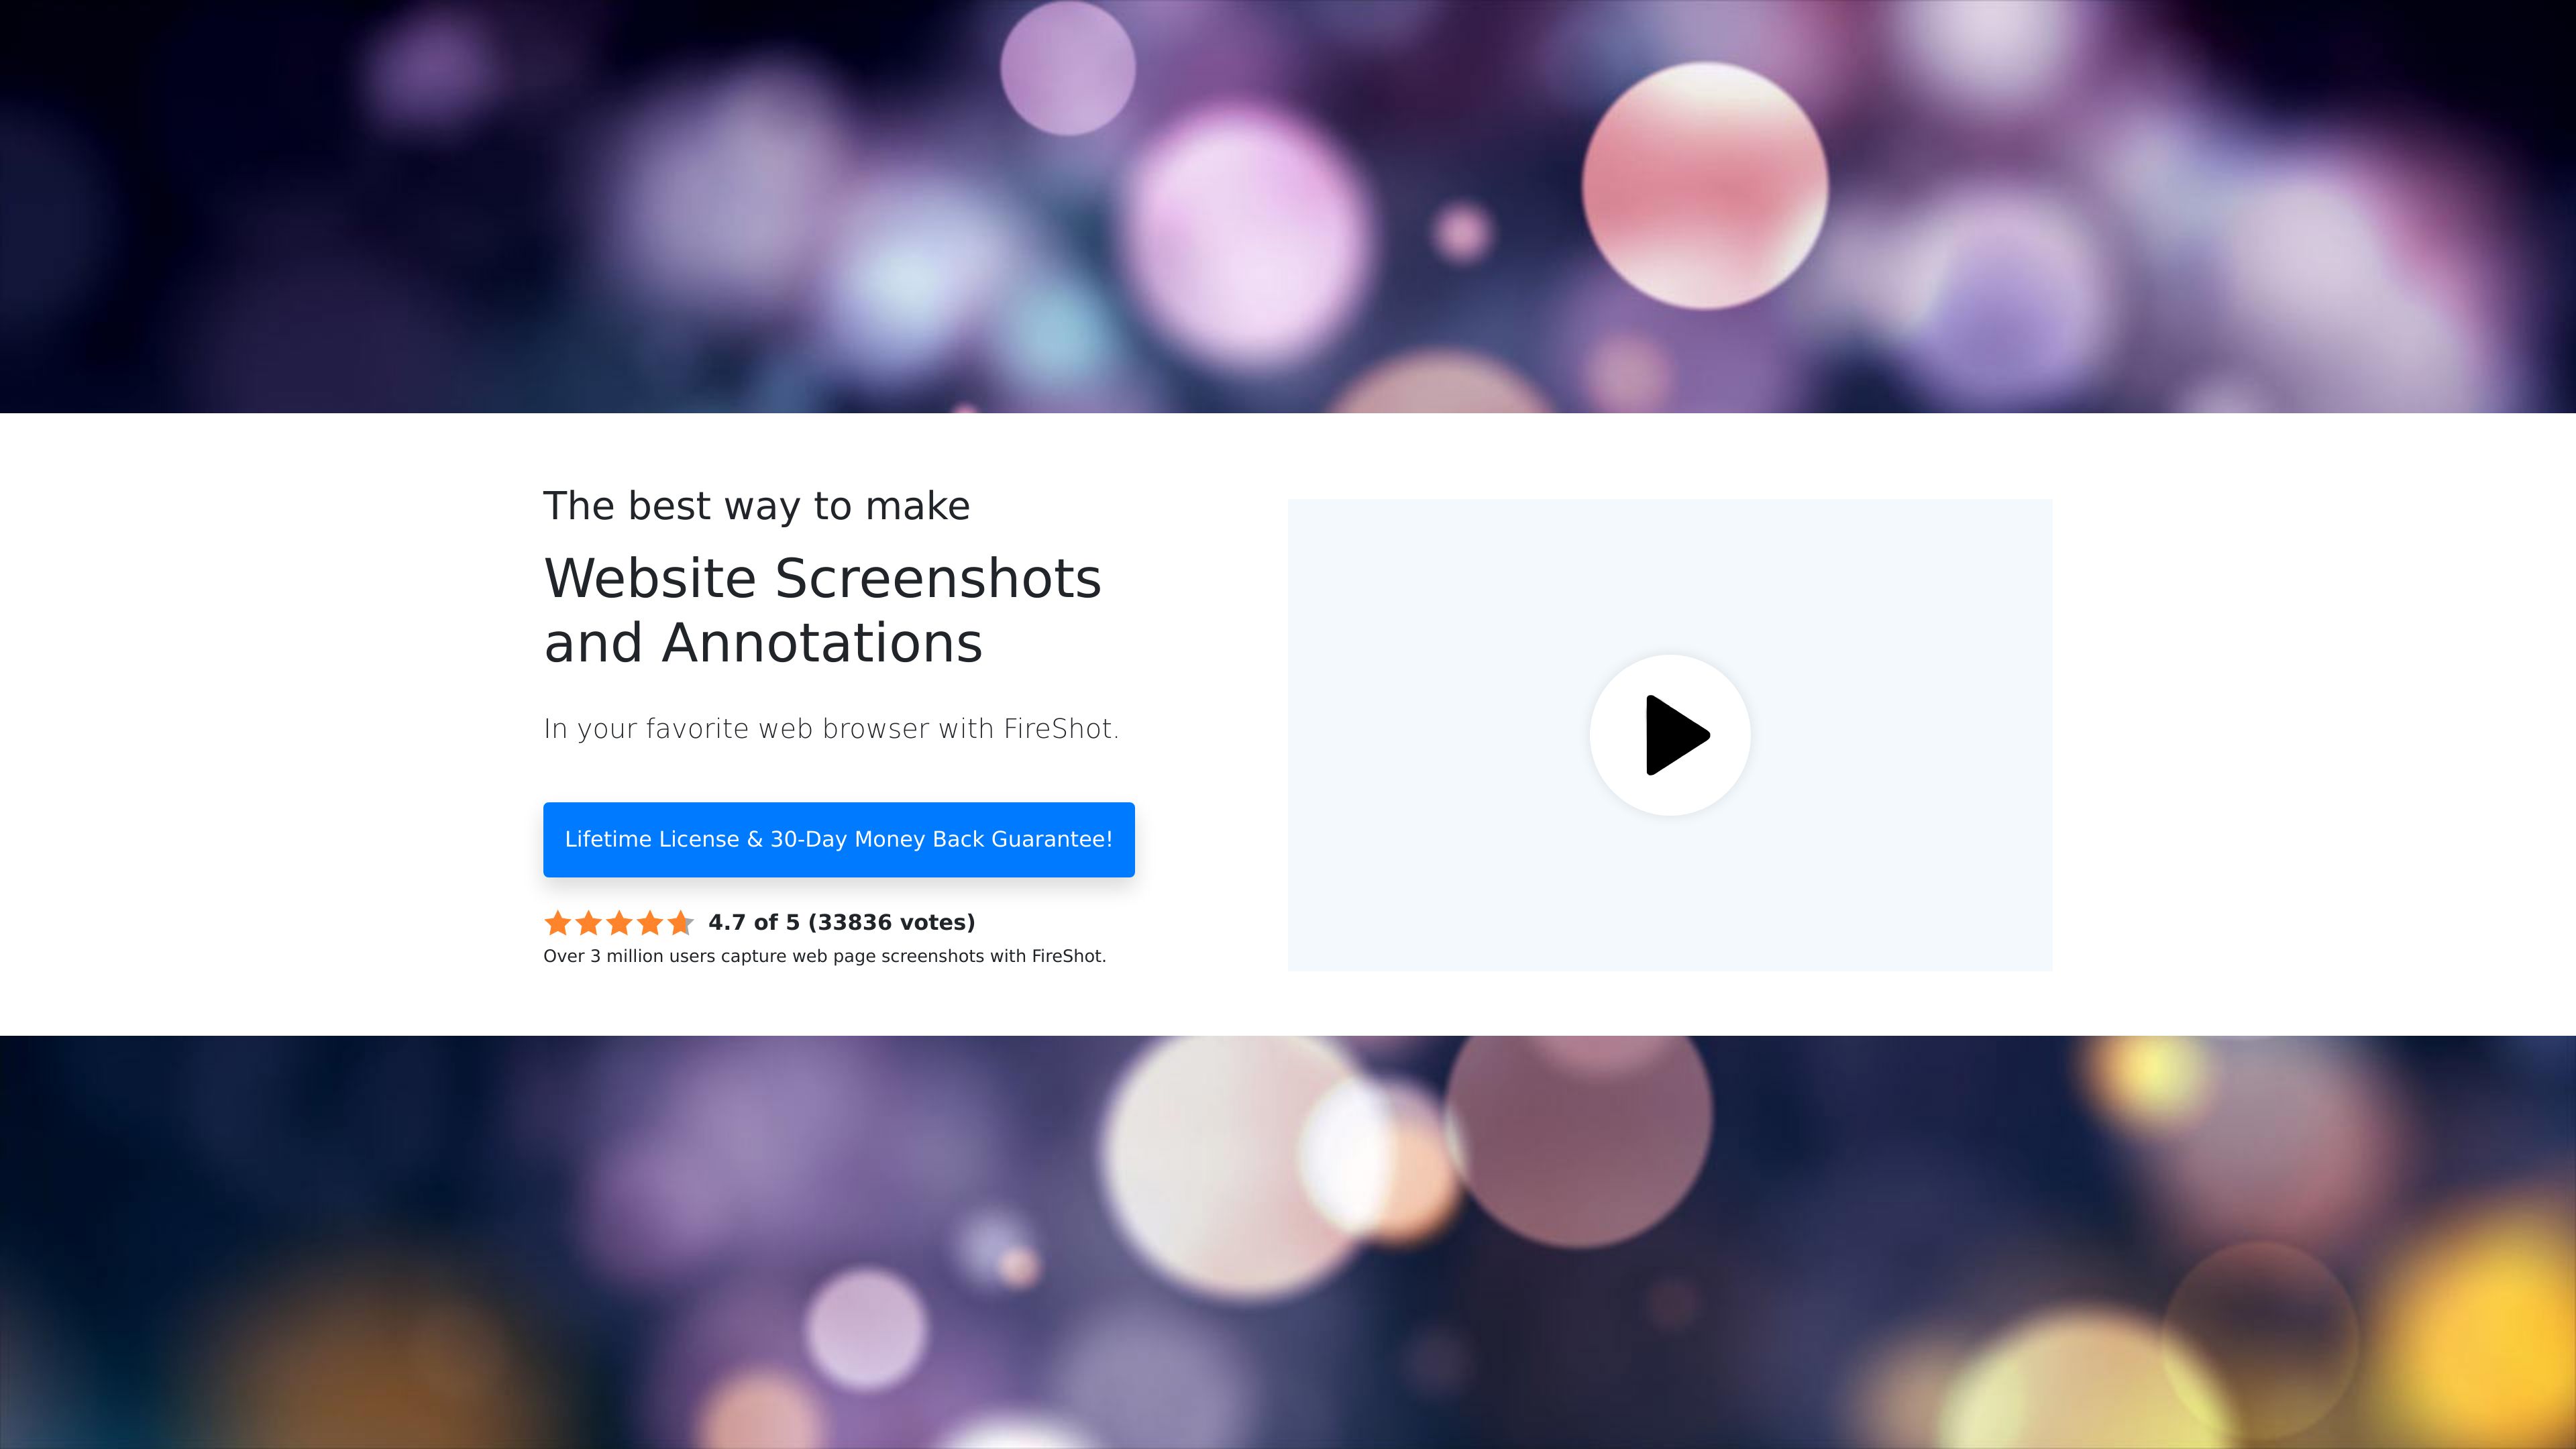 The best way to make
Website Screenshots
and Annotations
In your favorite web browser with FireShot.
Lifetime License & 30-Day Money Back Guarantee!
4.7 of 5 (33836 votes)
Over 3 million users capture web page screenshots with FireShot.